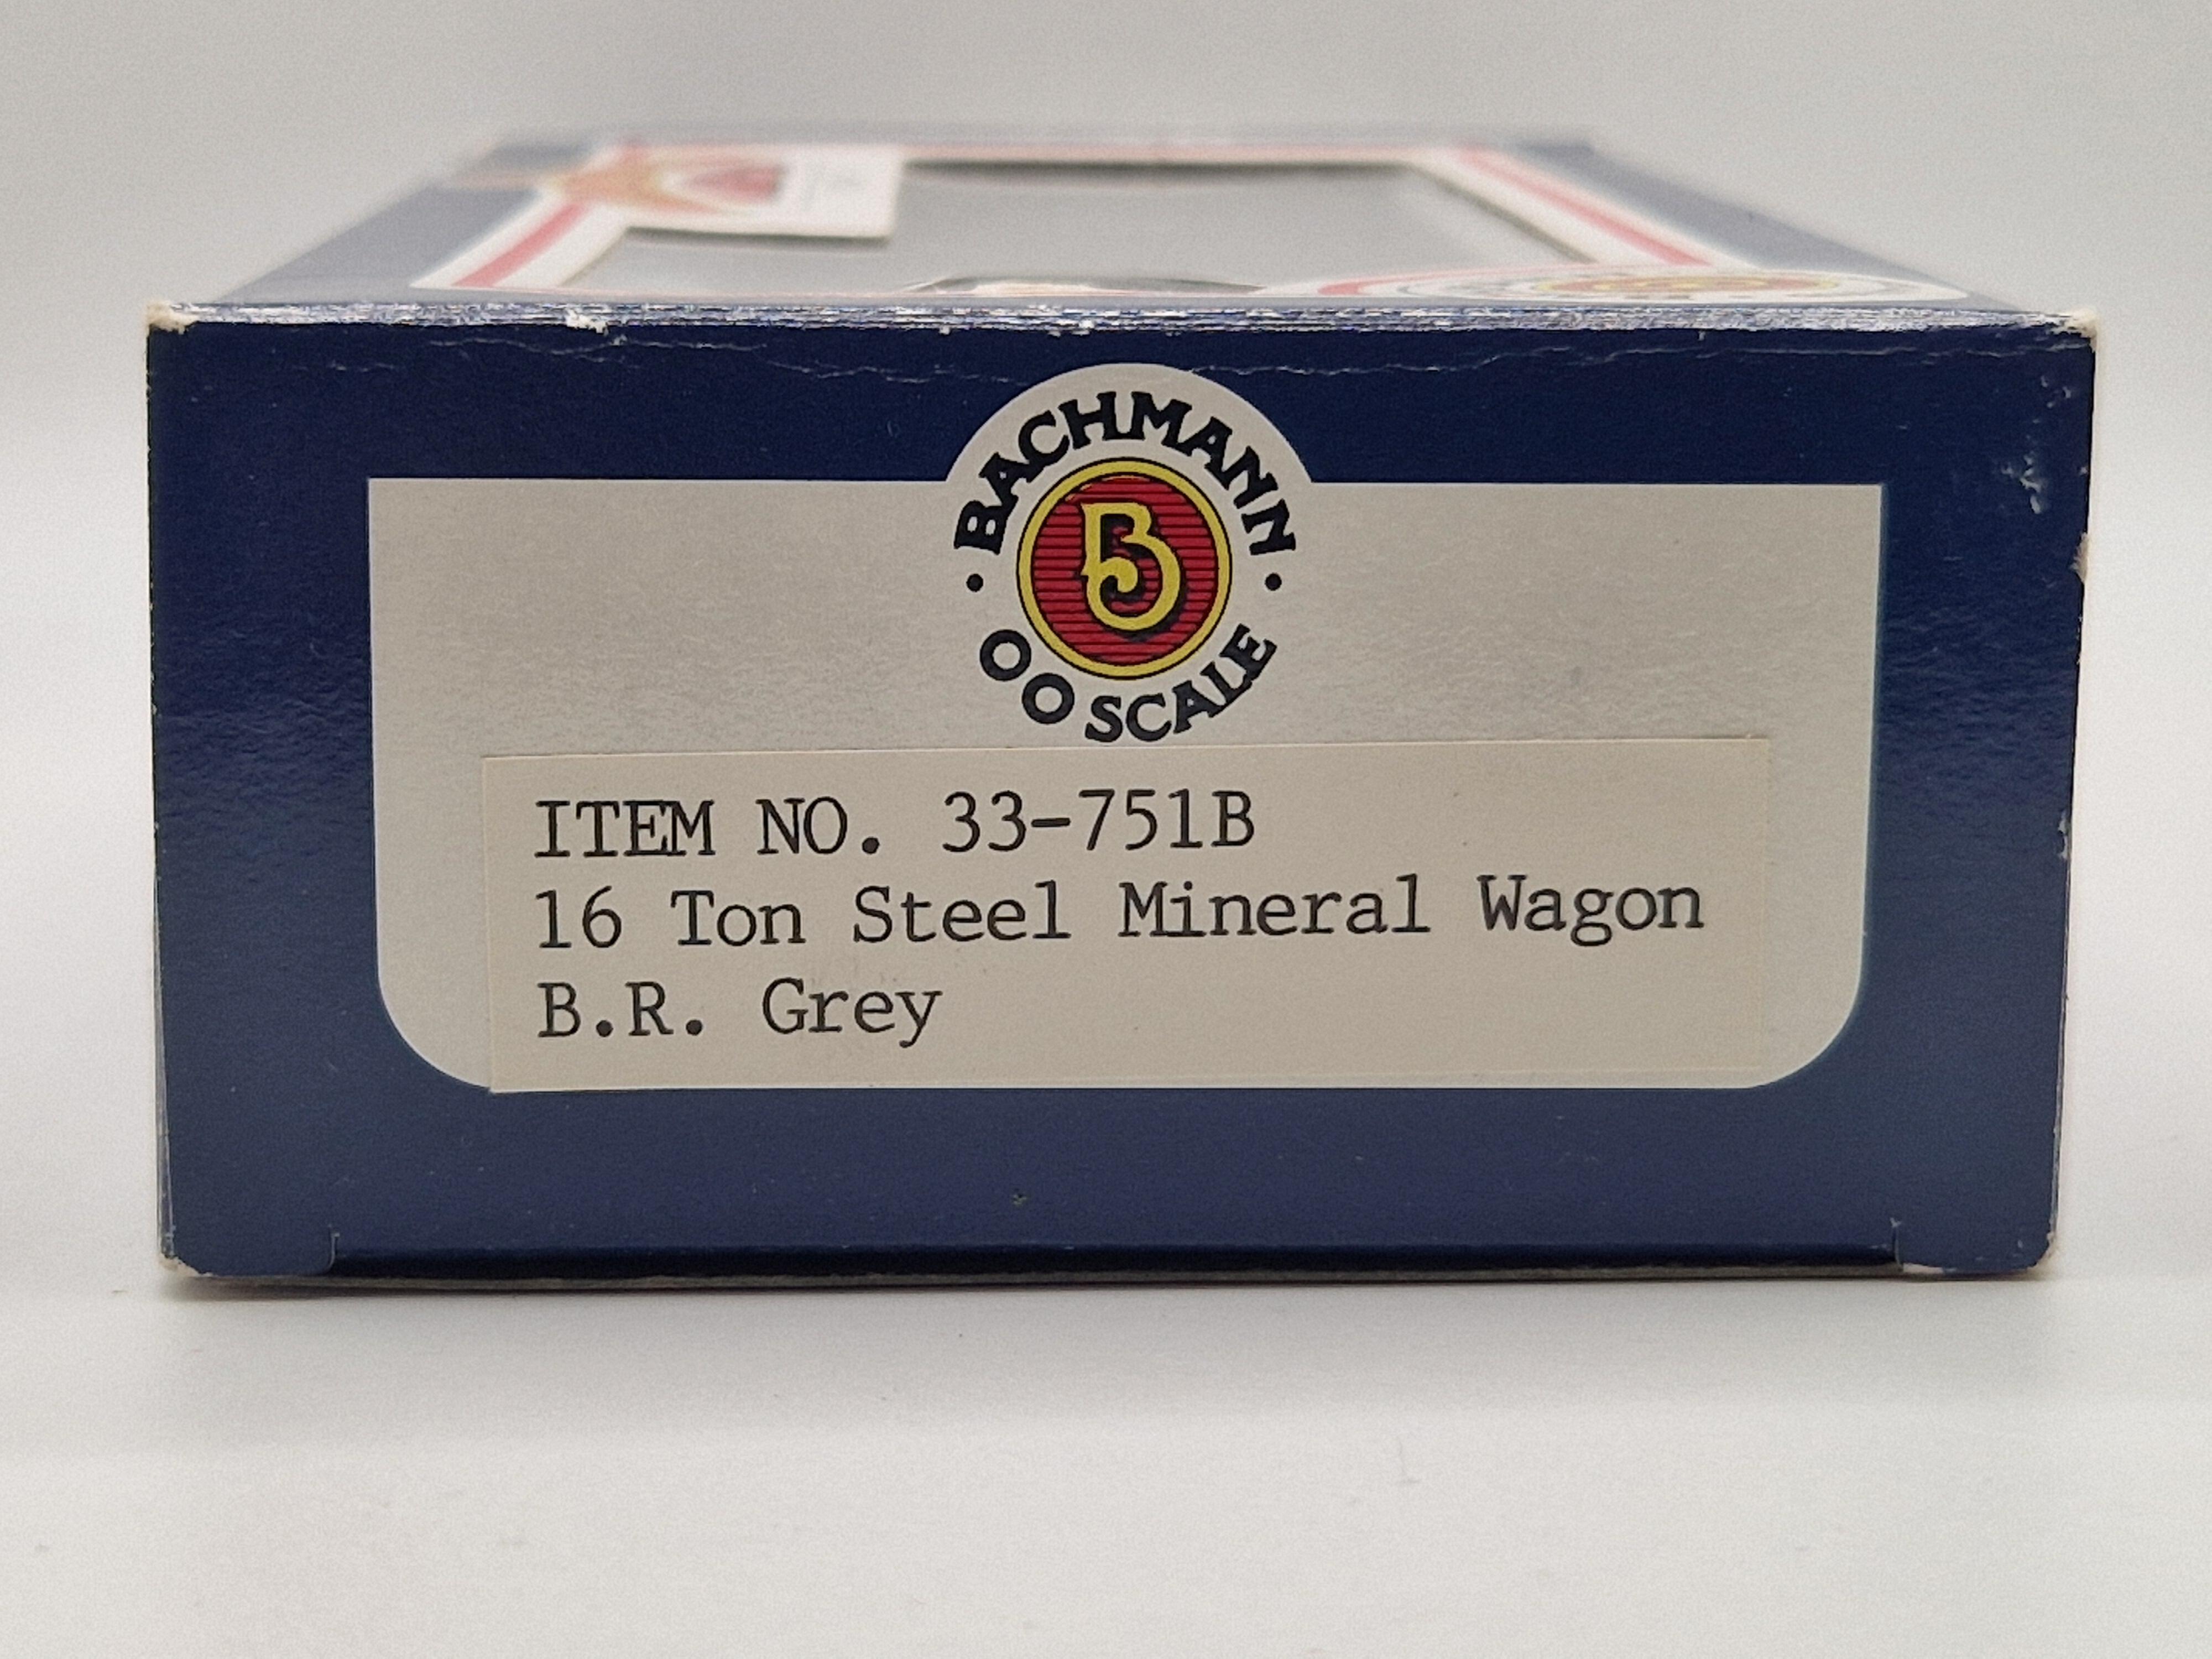 BACHMANN
B
OO SCALE
ITEM NO. 33-751B
16 Ton Steel Mineral Wagon
B.R. Grey